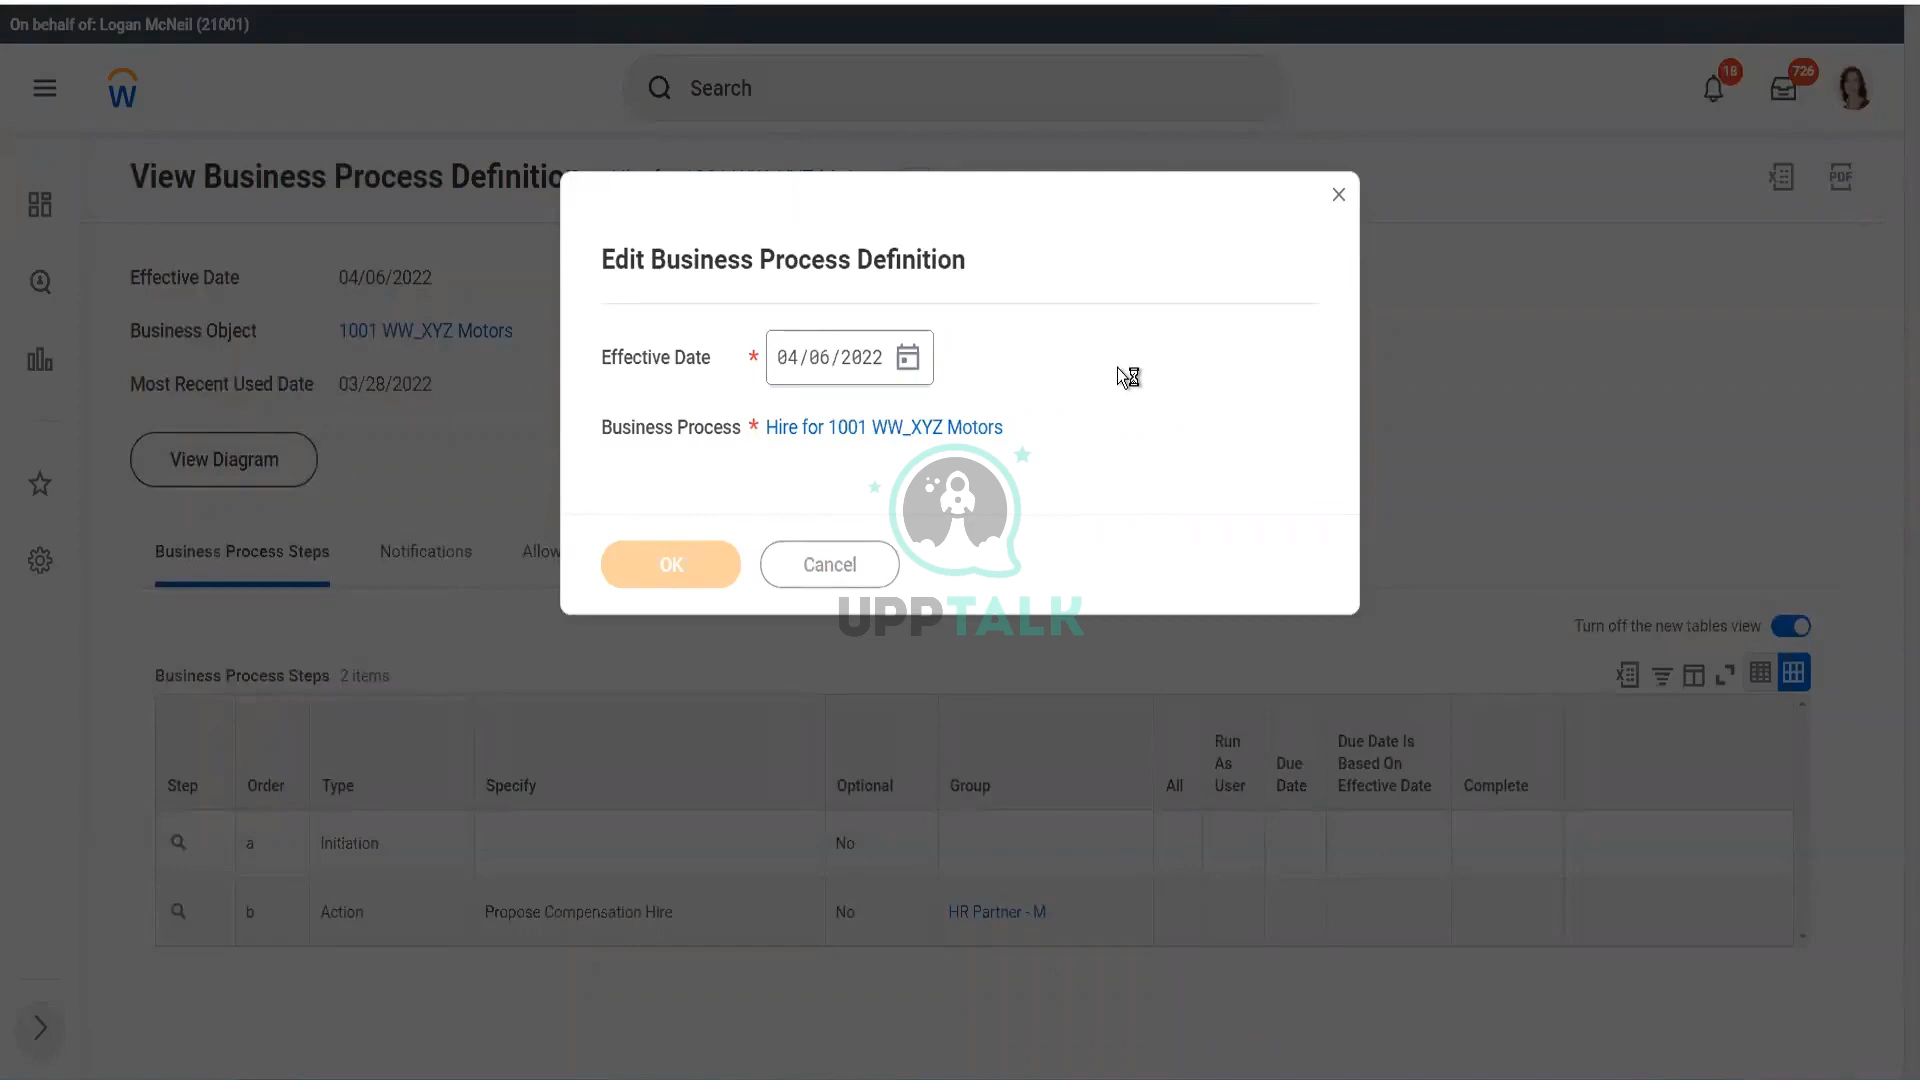 On behalf of: Logan McNeil (21001)
W
Search
18
726
View Business Process Definitio
PDF
Effective Date 04/06/2022
Business Object 1001 WW_XYZ Motors
Most Recent Used Date 03/28/2022
View Diagram
Edit Business Process Definition
Effective Date * 04/06/2022
Business Process * Hire for 1001 WW_XYZ Motors
OK
Cancel
UPPTALK
Business Process Steps
Notifications
Allow
Turn off the new tables view
Business Process Steps 2 items
Step
Order
Type
Specify
Optional
Group
All
Run
As
User
Due
Date
Due Date Is
Based On
Effective Date
Complete
a Initiation No
b Action Propose Compensation Hire No HR Partner - M